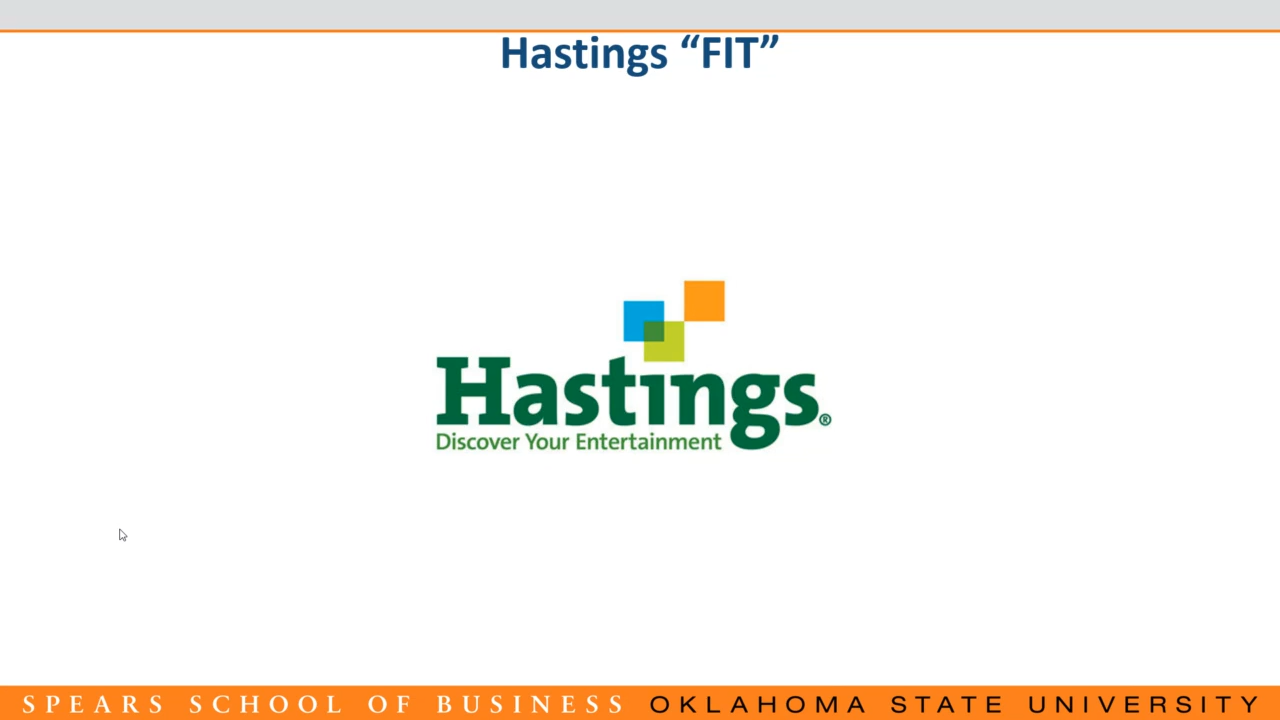 Hastings “FIT”
Hastings®
Discover Your Entertainment
SPEARS SCHOOL OF BUSINESS OKLAHOMA STATE UNIVERSITY